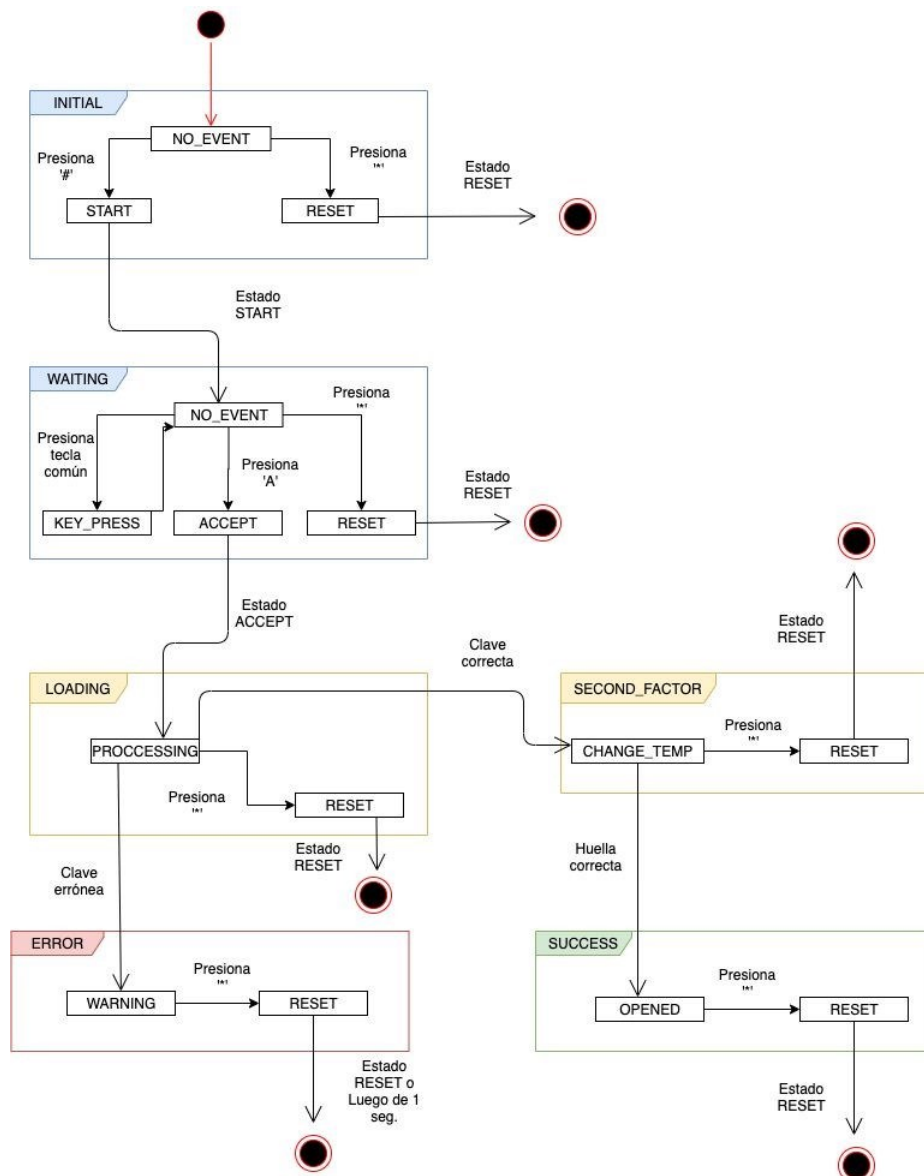 INITIAL
NO_EVENT
Presiona
'#'
Presiona
'*'
START
RESET
Estado
RESET
Estado
START
WAITING
NO_EVENT
Presiona
'*'
Presiona
tecla
común
Presiona
'A'
KEY_PRESS
ACCEPT
RESET
Estado
RESET
Estado
ACCEPT
Clave
correcta
Estado
RESET
LOADING
PROCCESSING
Presiona
'*'
RESET
Estado
RESET
SECOND_FACTOR
CHANGE_TEMP
Presiona
'*'
RESET
Clave
errónea
Huella
correcta
ERROR
WARNING
Presiona
'*'
RESET
Estado
RESET o
Luego de 1
seg.
SUCCESS
OPENED
Presiona
'*'
RESET
Estado
RESET